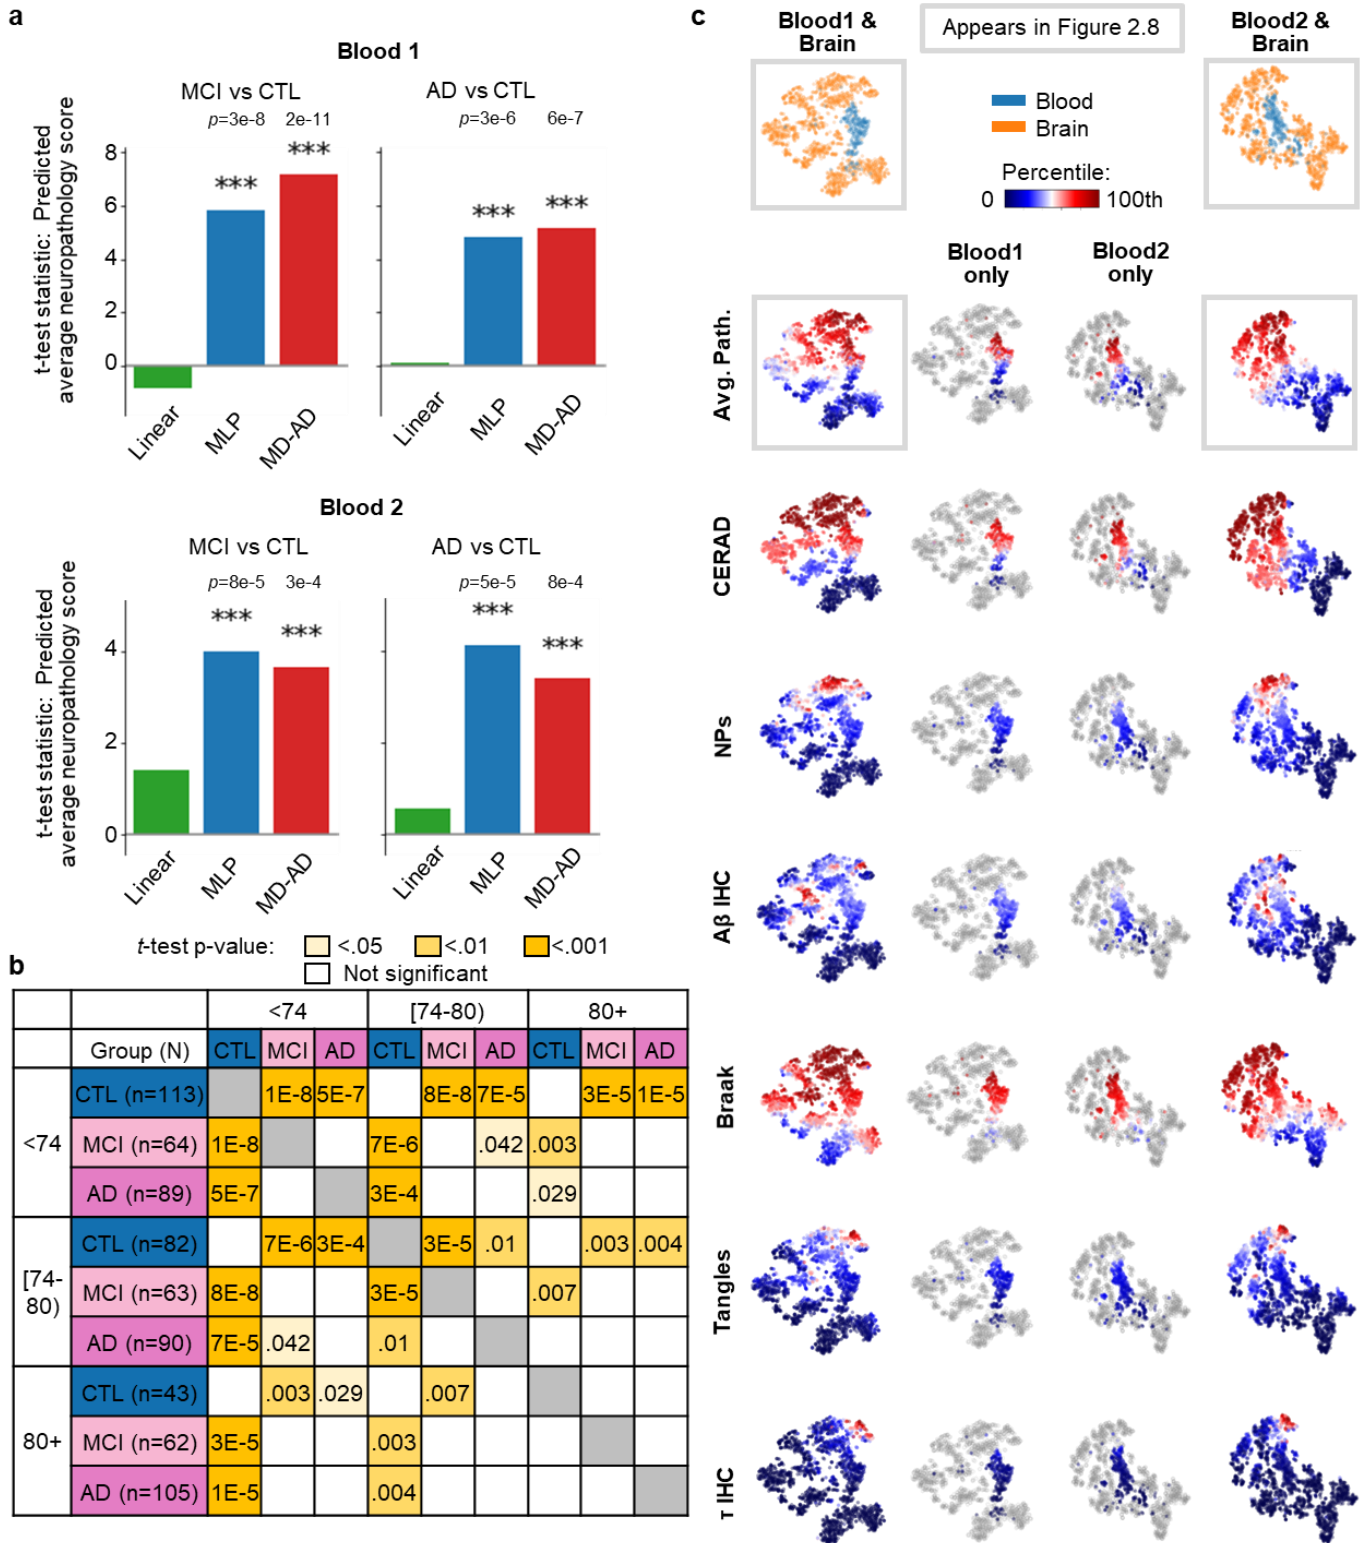 a
Blood 1
MCI vs CTL
p=3e-8 2e-11
AD vs CTL
p=3e-6 6e-7
t-test statistic: Predicted
average neuropathology score
8
6
4
2
0
*** ***
*** ***
Linear MLP MD-AD
Linear MLP MD-AD
Blood 2
MCI vs CTL
p=8e-5 3e-4
AD vs CTL
p=5e-5 8e-4
t-test statistic: Predicted
average neuropathology score
4
2
0
*** ***
*** ***
Linear MLP MD-AD
Linear MLP MD-AD
t-test p-value: <.05 <.01 <.001
Not significant
b
<74 [74-80) 80+
Group (N) CTL MCI AD CTL MCI AD CTL MCI AD
<74
CTL (n=113) 1E-8 5E-7 8E-8 7E-5 3E-5 1E-5
MCI (n=64) 1E-8 7E-6 .042 .003
AD (n=89) 5E-7 3E-4 .029
[74-
80)
CTL (n=82) 7E-6 3E-4 3E-5 .01 .003 .004
MCI (n=63) 8E-8 3E-5 .007
AD (n=90) 7E-5 .042 .01
80+
CTL (n=43) .003 .029 .007
MCI (n=62) 3E-5 .003
AD (n=105) 1E-5 .004
c
Blood1 &
Brain
Appears in Figure 2.8
Blood2 &
Brain
Blood
Brain
Percentile:
0 100th
Blood1
only
Blood2
only
Avg. Path.
CERAD
NPs
Aβ IHC
Braak
Tangles
τ IHC